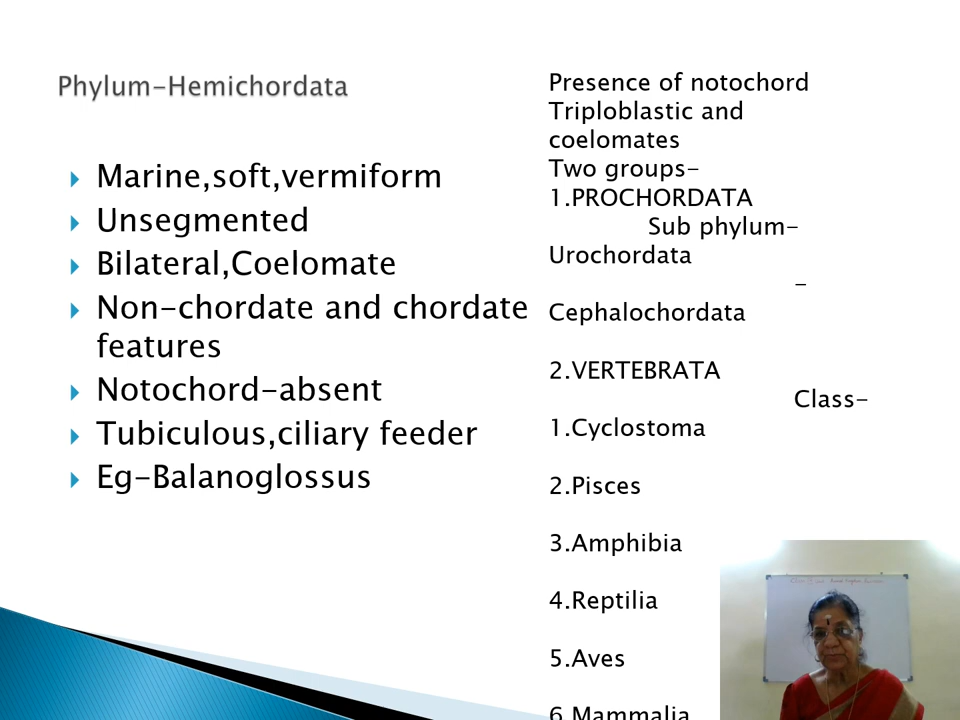 Phylum-Hemichordata
Marine,soft,vermiform
Unsegmented
Bilateral,Coelomate
Non-chordate and chordate
features
Notochord-absent
Tubiculous,ciliary feeder
Eg-Balanoglossus
Presence of notochord
Triploblastic and
coelomates
Two groups-
1.PROCHORDATA
Sub phylum-
Urochordata
-
Cephalochordata
2.VERTEBRATA
Class-
1.Cyclostoma
2.Pisces
3.Amphibia
4.Reptilia
5.Aves
6.Mammalia